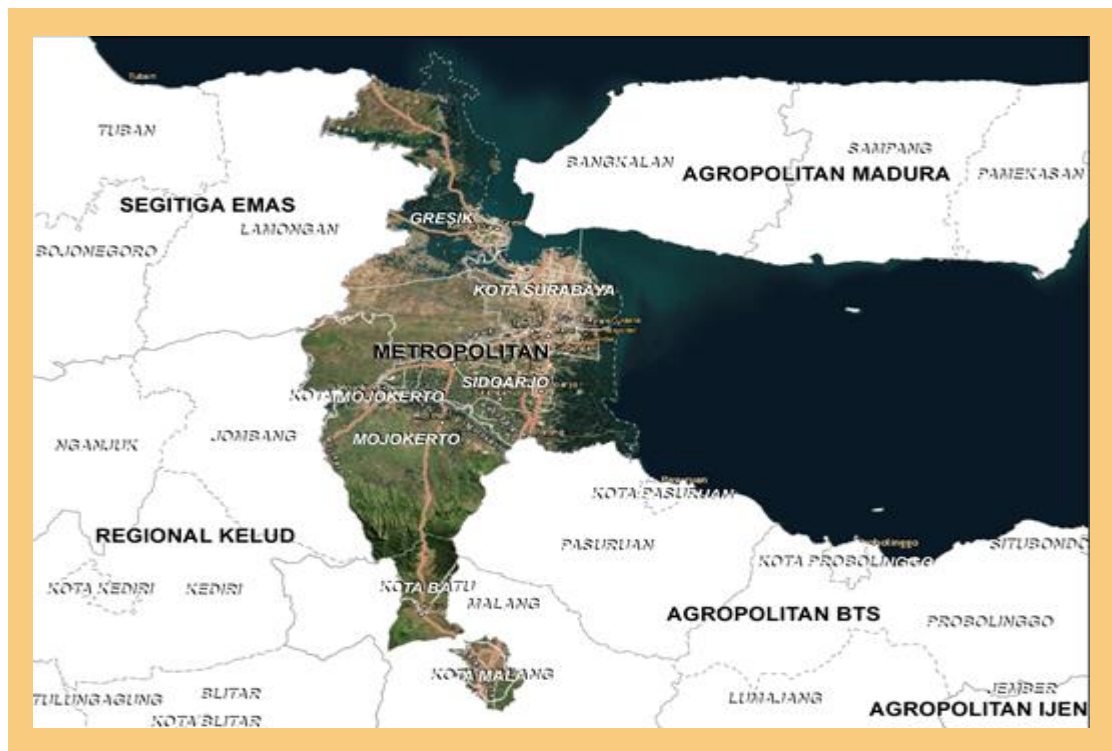 Tuban
TUBAN
SAMPANG
BANGKALAN
AGROPOLITAN MADURA
PAMEKASAN
SEGITIGA EMAS
GRESIK
LAMONGAN
BOJONEGORO
KOTA SURABAYA
METROPOLITAN
SIDOARJO
KOTA MOJOKERTO
JOMBANG
MOJOKERTO
NGANJUK
KOTA PASURUAN
REGIONAL KELUD
PASURUAN
Probolinggo
SITUBONDO
KOTA PROBOLINGGO
KOTA KEDIRI
KEDIRI
KOTA BATU
MALANG
AGROPOLITAN BTS
PROBOLINGGO
KOTA MALANG
TULUNGAGUNG
BLITAR
LUMAJANG
JEMBER
AGROPOLITAN IJEN
KOTA BLITAR